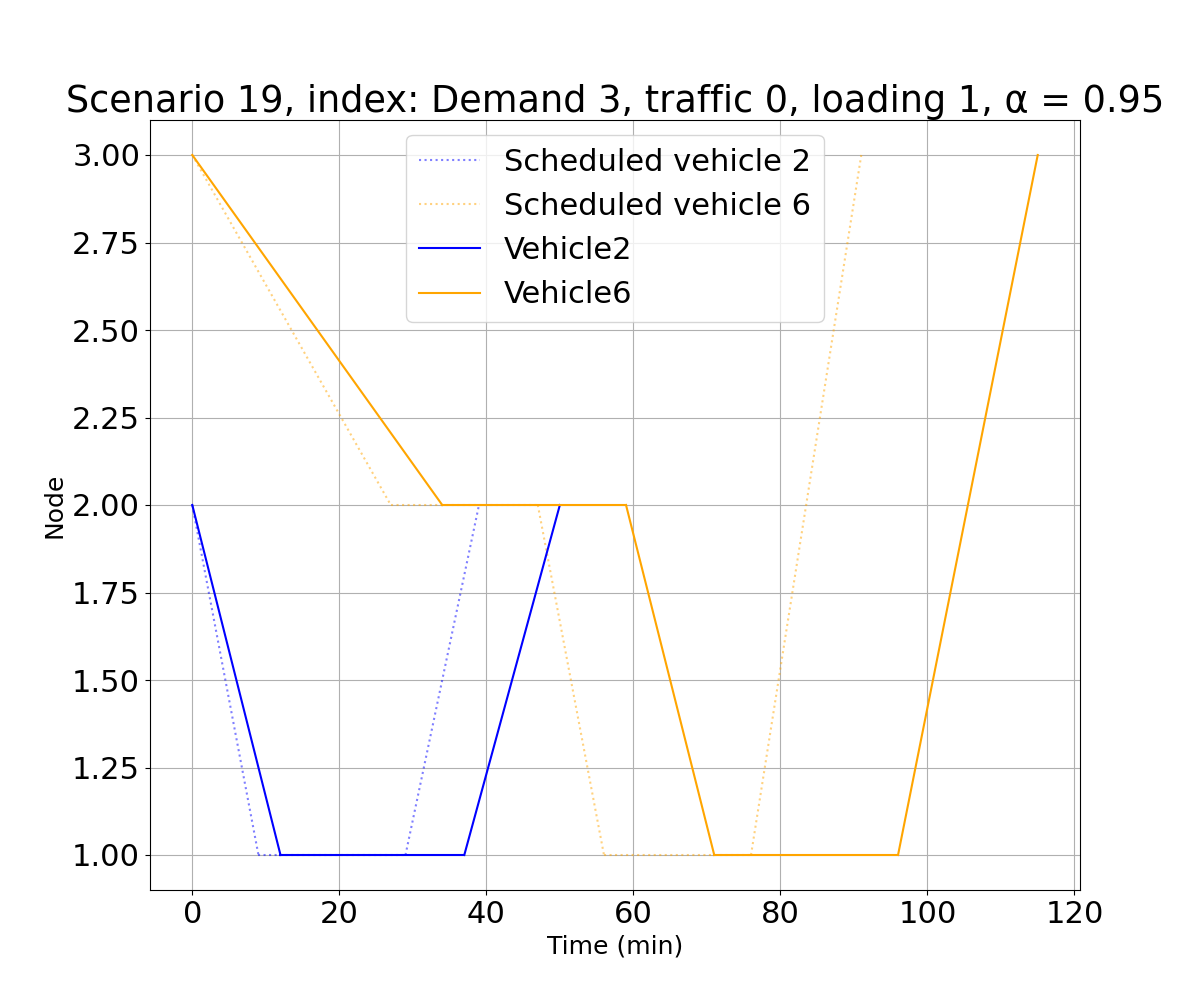 Scenario 19, index: Demand 3, traffic 0, loading 1, α = 0.95
Scheduled vehicle 2
Scheduled vehicle 6
Vehicle2
Vehicle6
3.00
2.75
2.50
2.25
2.00
1.75
1.50
1.25
1.00
Node
0 20 40 60 80 100 120
Time (min)